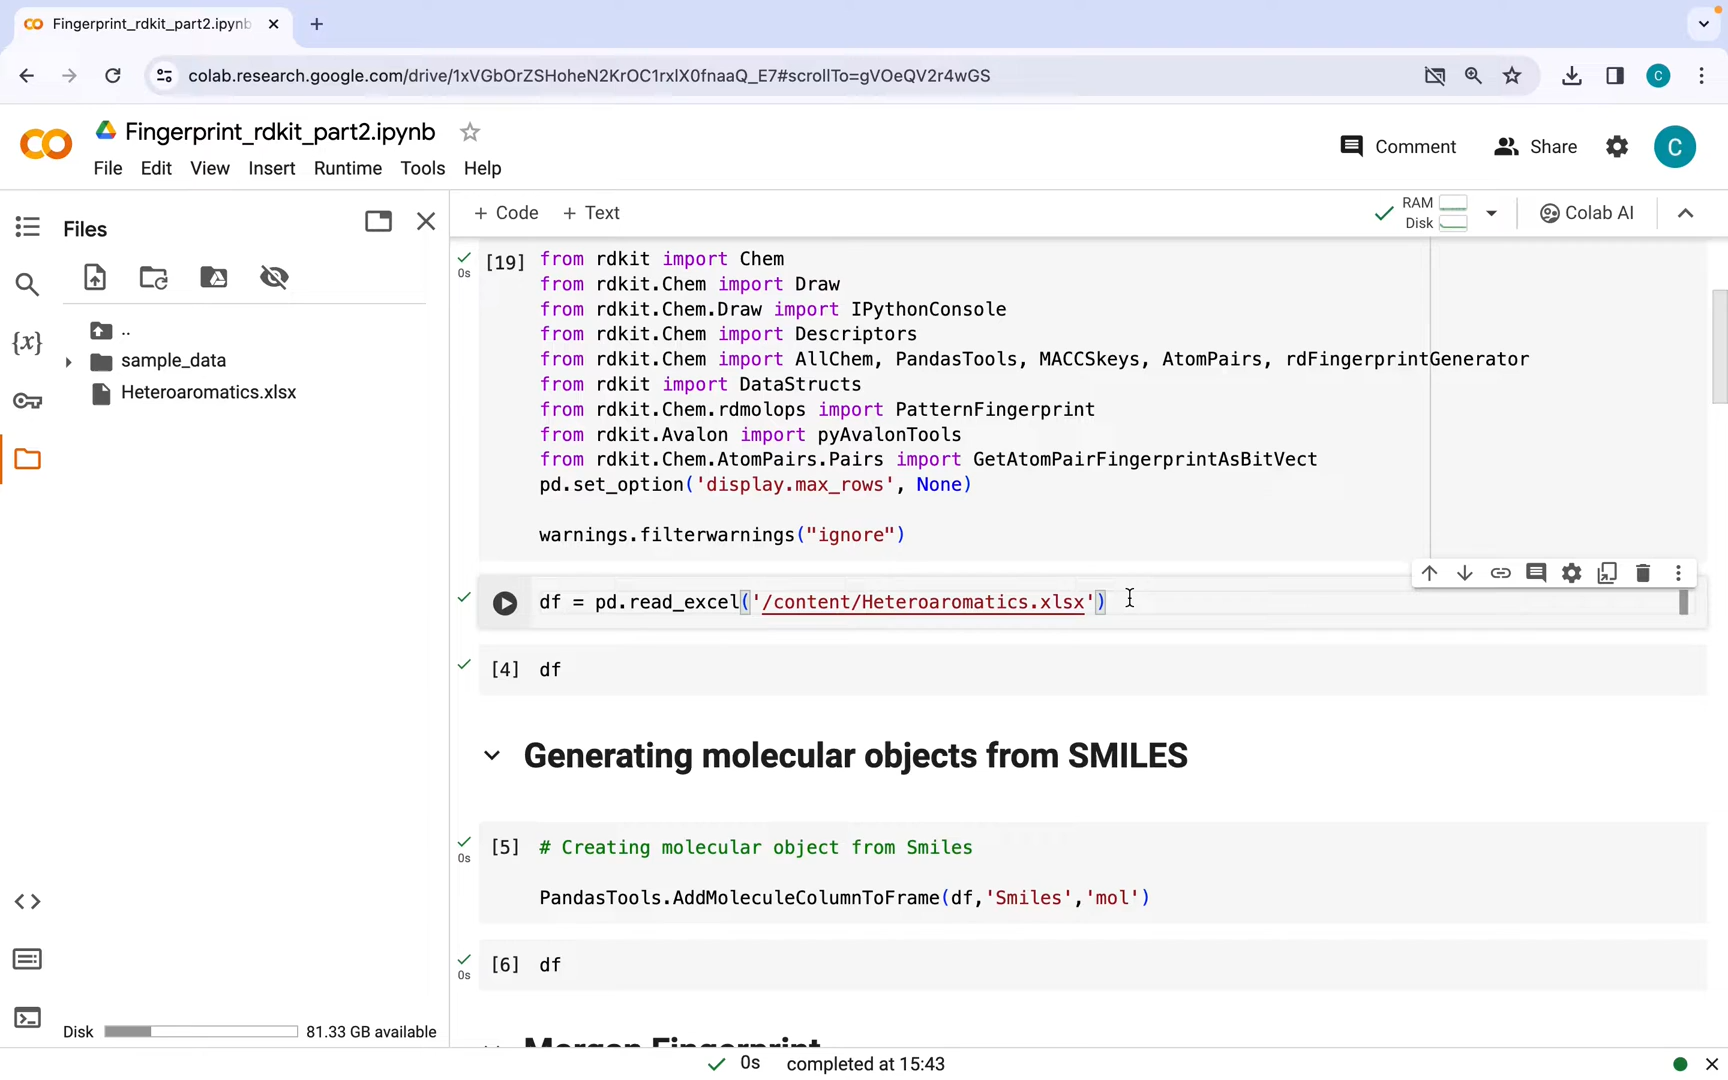 Fingerprint_rdkit_part2.ipynb
colab.research.google.com/drive/1xVGbOrZSHoheN2KrOC1rxlX0fnaaQ_E7#scrollTo=gVOeQV2r4wGS
C
Fingerprint_rdkit_part2.ipynb
File Edit View Insert Runtime Tools Help
Comment
Share
C
Files
+ Code + Text
RAM
Disk
Colab AI
..
sample_data
Heteroaromatics.xlsx
{x}
Disk
81.33 GB available
0s
[19] from rdkit import Chem
from rdkit.Chem import Draw
from rdkit.Chem.Draw import IPythonConsole
from rdkit.Chem import Descriptors
from rdkit.Chem import AllChem, PandasTools, MACCSkeys, AtomPairs, rdFingerprintGenerator
from rdkit import DataStructs
from rdkit.Chem.rdmolops import PatternFingerprint
from rdkit.Avalon import pyAvalonTools
from rdkit.Chem.AtomPairs.Pairs import GetAtomPairFingerprintAsBitVect
pd.set_option('display.max_rows', None)
warnings.filterwarnings("ignore")
df = pd.read_excel('/content/Heteroaromatics.xlsx')
[4] df
Generating molecular objects from SMILES
0s
[5] # Creating molecular object from Smiles
PandasTools.AddMoleculeColumnToFrame(df,'Smiles','mol')
0s
[6] df
Morgan Fingerprint
0s completed at 15:43